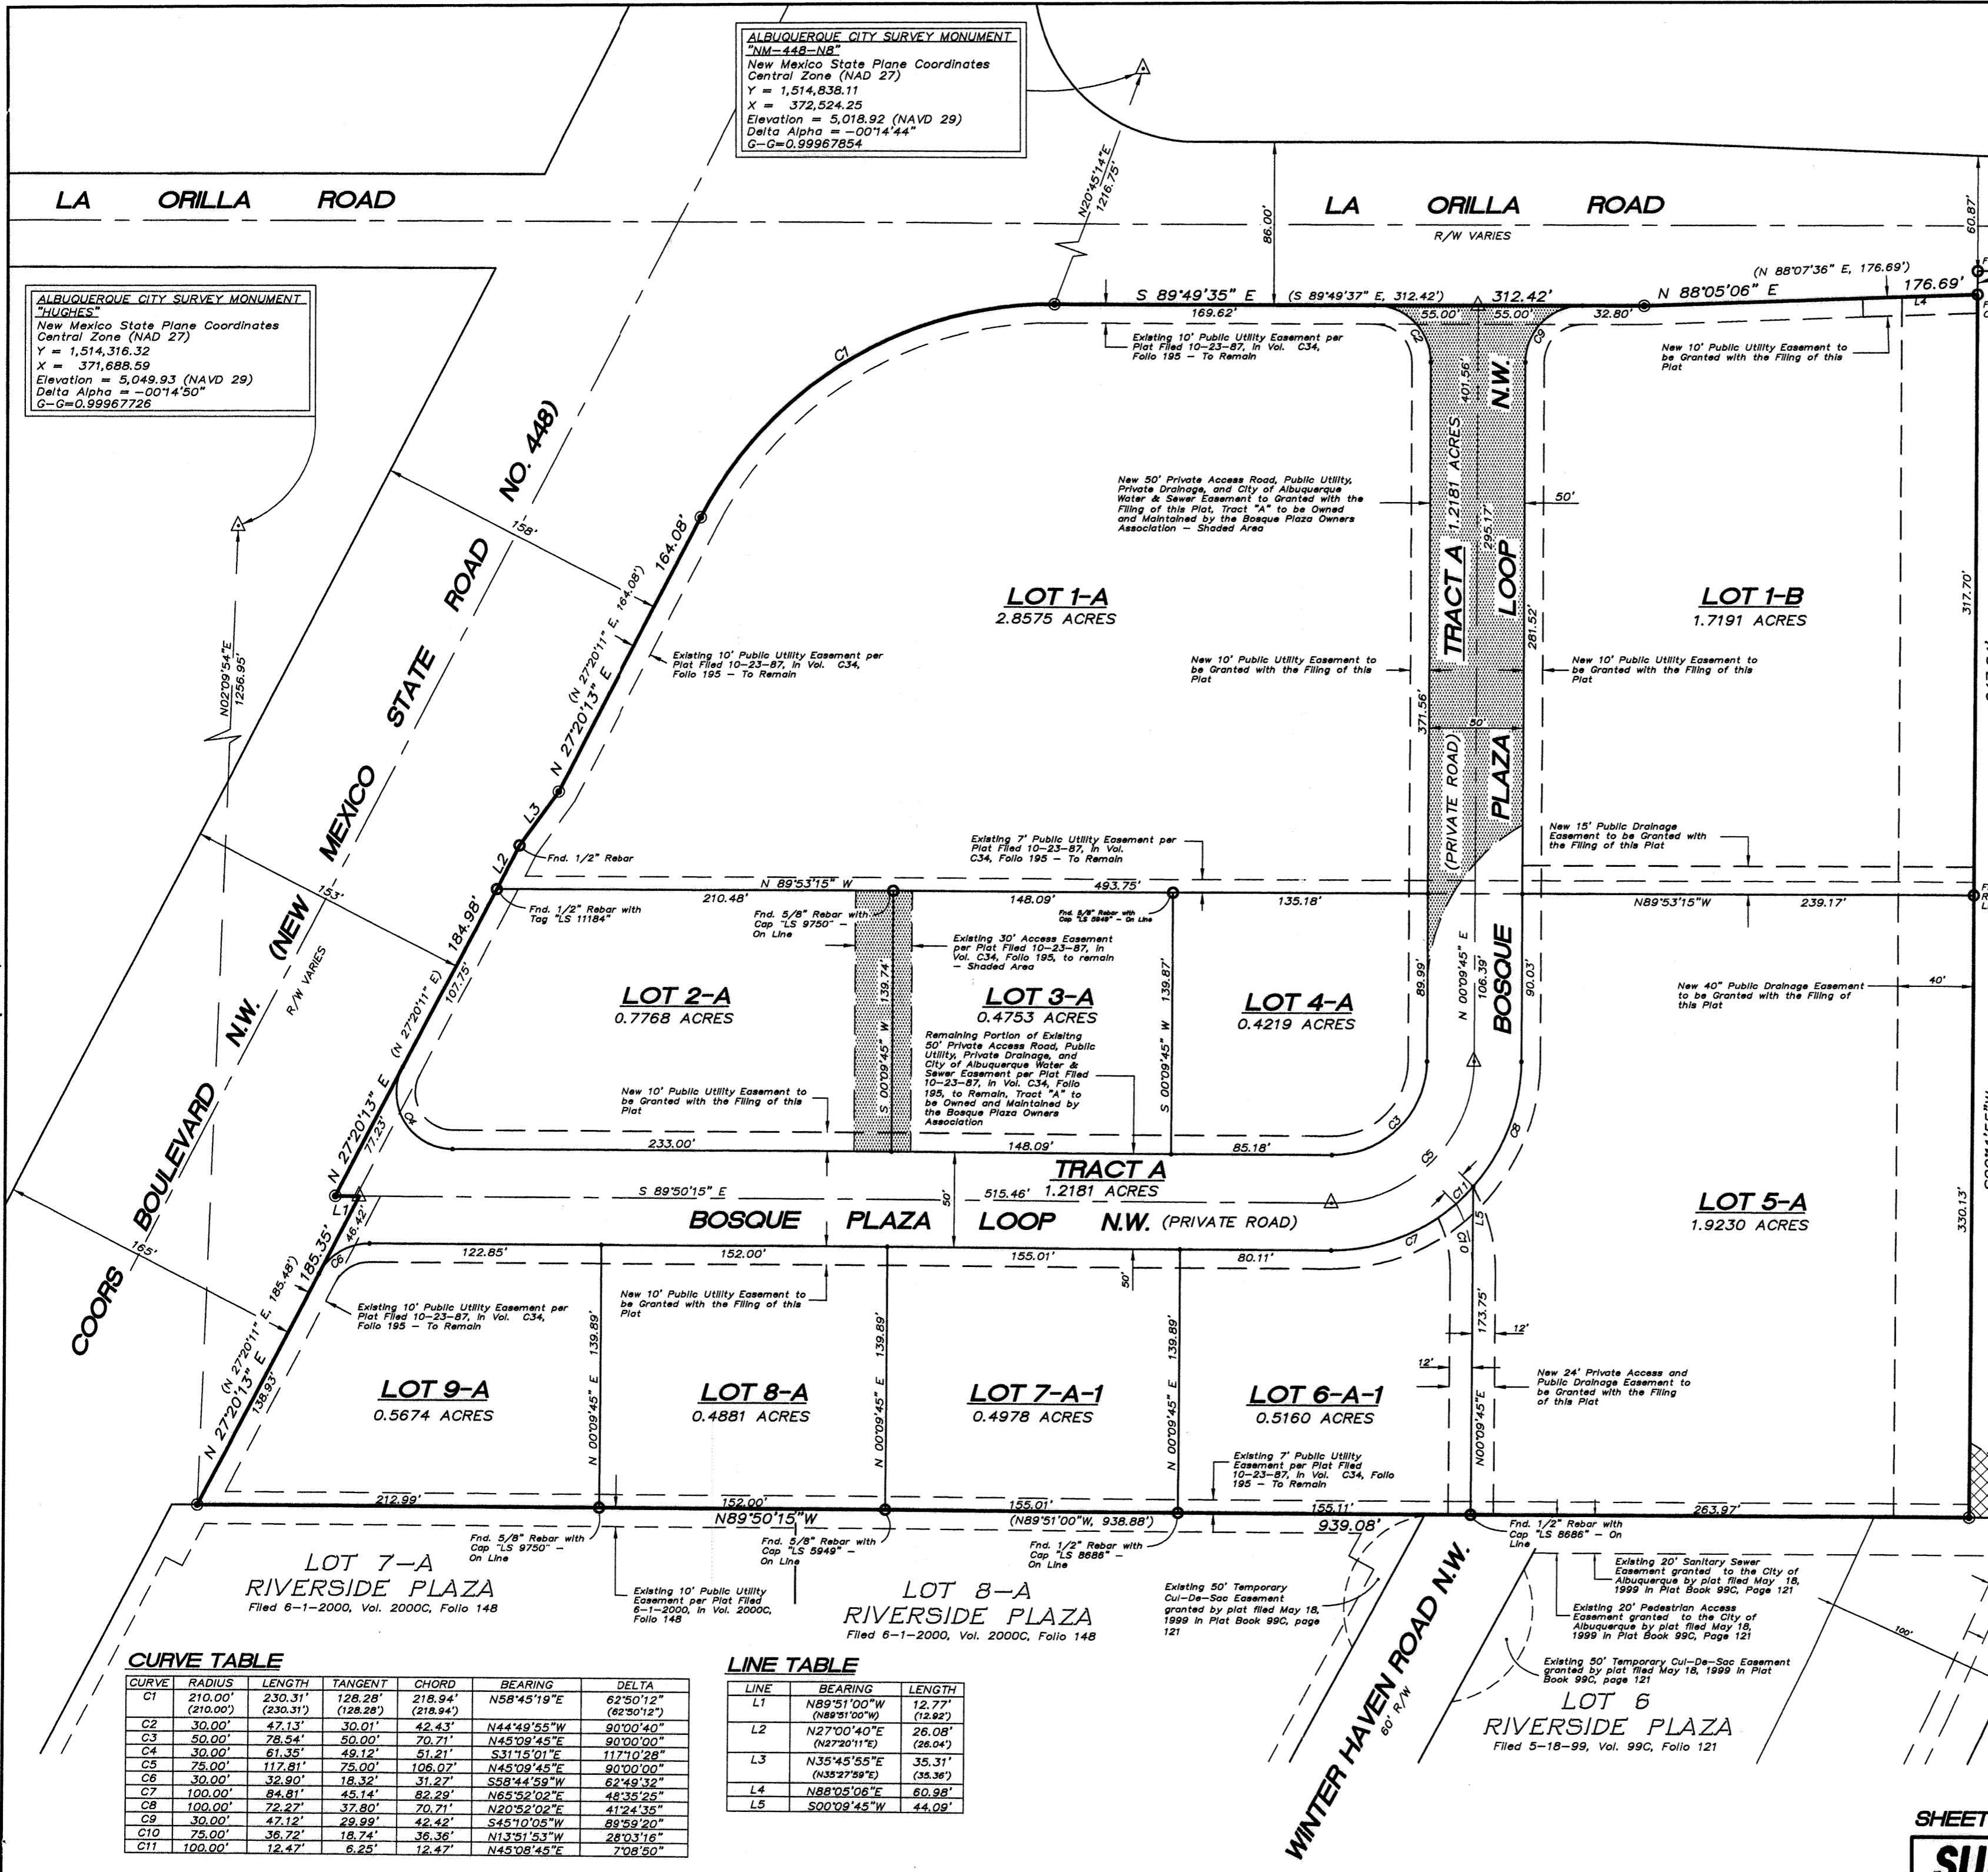 ALBUQUERQUE CITY SURVEY MONUMENT
"NM-448-N8"
New Mexico State Plane Coordinates
Central Zone (NAD 27)
Y = 1,514,838.11
X = 372,524.25
Elevation = 5,018.92 (NAVD 29)
Delta Alpha = -00°14'44"
G-G=0.99967854
N20°45'14"E
1216.75'
LA ORILLA ROAD
LA ORILLA ROAD
R/W VARIES
86.00'
60.87'
ALBUQUERQUE CITY SURVEY MONUMENT
"HUGHES"
New Mexico State Plane Coordinates
Central Zone (NAD 27)
Y = 1,514,316.32
X = 371,688.59
Elevation = 5,049.93 (NAVD 29)
Delta Alpha = -00°14'50"
G-G=0.99967726
N02°09'54"E
1256.95'
S 89°49'35" E (S 89°49'37" E, 312.42') 312.42'
169.62' 55.00' 55.00' 32.80'
(N 88°07'36" E, 176.69')
N 88°05'06" E 176.69'
L4
C1
C2
C9
Existing 10' Public Utility Easement per
Plat Filed 10-23-87, in Vol. C34,
Folio 195 - To Remain
New 10' Public Utility Easement to
be Granted with the Filing of this
Plat
COORS BOULEVARD N.W. (NEW MEXICO STATE ROAD NO. 448)
R/W VARIES
158'
153'
165'
164.08'
(N 27°20'11" E, 164.08')
N 27°20'13" E
Existing 10' Public Utility Easement per
Plat Filed 10-23-87, in Vol. C34,
Folio 195 - To Remain
New 50' Private Access Road, Public Utility,
Private Drainage, and City of Albuquerque
Water & Sewer Easement to Granted with the
Filing of this Plat, Tract "A" to be Owned
and Maintained by the Bosque Plaza Owners
Association - Shaded Area
50'
LOT 1-A
2.8575 ACRES
TRACT A 1.2181 ACRES
401.56'
295.17'
(PRIVATE ROAD)
BOSQUE PLAZA LOOP N.W.
281.52'
371.56'
50'
LOT 1-B
1.7191 ACRES
317.70'
New 10' Public Utility Easement to
be Granted with the Filing of this
Plat
New 10' Public Utility Easement to
be Granted with the Filing of this
Plat
L3
L2
Fnd. 1/2" Rebar
Fnd. 1/2" Rebar with
Tag "LS 11184"
Existing 7' Public Utility Easement per
Plat Filed 10-23-87, in Vol.
C34, Folio 195 - To Remain
New 15' Public Drainage
Easement to be Granted with
the Filing of this Plat
N 89°53'15" W 493.75'
210.48' 148.09' 135.18'
N89°53'15"W 239.17'
Fnd. 5/8" Rebar with
Cap "LS 9750" -
On Line
Fnd. 5/8" Rebar with
Cap "LS 5949" - On Line
Existing 30' Access Easement
per Plat Filed 10-23-87, in
Vol. C34, Folio 195, to remain
- Shaded Area
184.98'
107.75'
(N 27°20'11" E)
N 27°20'13" E
77.23'
LOT 2-A
0.7768 ACRES
S 00°09'45" W 139.74'
LOT 3-A
0.4753 ACRES
Remaining Portion of Exisitng
50' Private Access Road, Public
Utility, Private Drainage, and
City of Albuquerque Water &
Sewer Easement per Plat Filed
10-23-87, in Vol. C34, Folio
195, to Remain, Tract "A" to
be Owned and Maintained by
the Bosque Plaza Owners
Association
S 00°09'45" W 139.87'
LOT 4-A
0.4219 ACRES
89.99'
N 00°09'45" E
106.39'
90.03'
New 40" Public Drainage Easement
to be Granted with the Filing of
this Plat
40'
New 10' Public Utility Easement to
be Granted with the Filing of this
Plat
C4
C3
C5
C8
C11
L5
C10
C7
233.00' 148.09' 85.18'
TRACT A
1.2181 ACRES
S 89°50'15" E 515.46'
50'
BOSQUE PLAZA LOOP N.W. (PRIVATE ROAD)
L1
46.42'
C6
122.85' 152.00' 155.01' 80.11'
50'
LOT 5-A
1.9230 ACRES
330.13'
185.35'
(N 27°20'11" E, 185.48')
N 27°20'13" E
138.93'
Existing 10' Public Utility Easement per
Plat Filed 10-23-87, in Vol. C34,
Folio 195 - To Remain
New 10' Public Utility Easement to
be Granted with the Filing of this
Plat
N 00°09'45" E 139.89'
N 00°09'45" E 139.89'
N 00°09'45" E 139.89'
173.75'
N00°09'45"E
12'
12'
New 24' Private Access and
Public Drainage Easement to
be Granted with the Filing
of this Plat
LOT 9-A
0.5674 ACRES
LOT 8-A
0.4881 ACRES
LOT 7-A-1
0.4978 ACRES
LOT 6-A-1
0.5160 ACRES
Existing 7' Public Utility
Easement per Plat Filed
10-23-87, in Vol. C34, Folio
195 - To Remain
212.99' 152.00' 155.01' 155.11' 263.97'
N89°50'15"W (N89°51'00"W, 938.88') 939.08'
Fnd. 5/8" Rebar with
Cap "LS 9750" -
On Line
Fnd. 5/8" Rebar with
Cap "LS 5949" -
On Line
Fnd. 1/2" Rebar with
Cap "LS 8686" -
On Line
Fnd. 1/2" Rebar with
Cap "LS 8686" - On
Line
LOT 7-A
RIVERSIDE PLAZA
Filed 6-1-2000, Vol. 2000C, Folio 148
Existing 10' Public Utility
Easement per Plat Filed
6-1-2000, in Vol. 2000C,
Folio 148
LOT 8-A
RIVERSIDE PLAZA
Filed 6-1-2000, Vol. 2000C, Folio 148
Existing 50' Temporary
Cul-De-Sac Easement
granted by plat filed May 18,
1999 in Plat Book 99C, page
121
WINTER HAVEN ROAD N.W.
60' R/W
Existing 20' Sanitary Sewer
Easement granted to the City of
Albuquerque by plat filed May 18,
1999 in Plat Book 99C, Page 121
Existing 20' Pedestrian Access
Easement granted to the City of
Albuquerque by plat filed May 18,
1999 in Plat Book 99C, Page 121
Existing 50' Temporary Cul-De-Sac Easement
granted by plat filed May 18, 1999 in Plat
Book 99C, page 121
100'
LOT 6
RIVERSIDE PLAZA
Filed 5-18-99, Vol. 99C, Folio 121
CURVE TABLE
CURVE RADIUS LENGTH TANGENT CHORD BEARING DELTA
C1 210.00' 230.31' 128.28' 218.94' N58°45'19"E 62°50'12"
(210.00') (230.31') (128.28') (218.94') (62°50'12")
C2 30.00' 47.13' 30.01' 42.43' N44°49'55"W 90°00'40"
C3 50.00' 78.54' 50.00' 70.71' N45°09'45"E 90°00'00"
C4 30.00' 61.35' 49.12' 51.21' S31°15'01"E 117°10'28"
C5 75.00' 117.81' 75.00' 106.07' N45°09'45"E 90°00'00"
C6 30.00' 32.90' 18.32' 31.27' S58°44'59"W 62°49'32"
C7 100.00' 84.81' 45.14' 82.29' N65°52'02"E 48°35'25"
C8 100.00' 72.27' 37.80' 70.71' N20°52'02"E 41°24'35"
C9 30.00' 47.12' 29.99' 42.42' S45°10'05"W 89°59'20"
C10 75.00' 36.72' 18.74' 36.36' N13°51'53"W 28°03'16"
C11 100.00' 12.47' 6.25' 12.47' N45°08'45"E 7°08'50"
LINE TABLE
LINE BEARING LENGTH
L1 N89°51'00"W 12.77'
(N89°51'00"W) (12.92')
L2 N27°00'40"E 26.08'
(N27°20'11"E) (26.04')
L3 N35°45'55"E 35.31'
(N35°27'59"E) (35.36')
L4 N88°05'06"E 60.98'
L5 S00°09'45"W 44.09'
SHEET